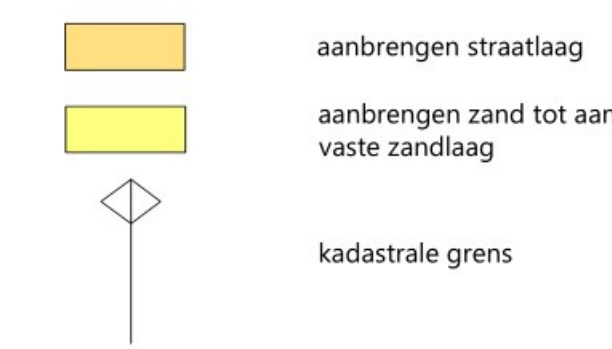 aanbrengen straatlaag
aanbrengen zand tot aan
vaste zandlaag
kadastrale grens